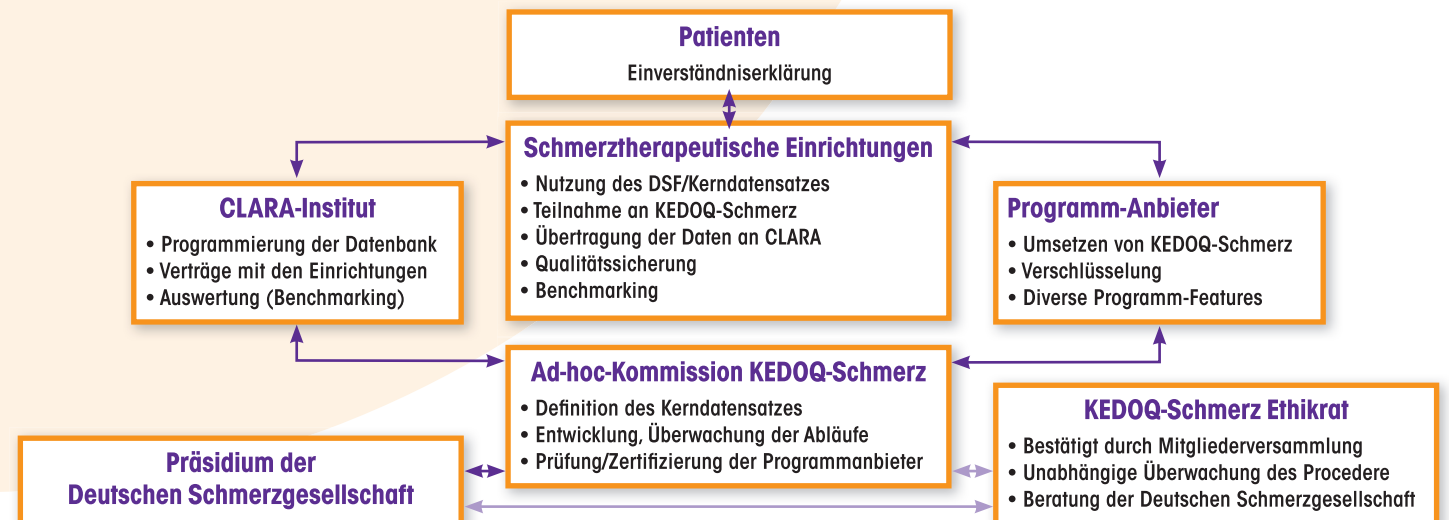 Patienten
Einverständniserklärung
Schmerztherapeutische Einrichtungen
• Nutzung des DSF/Kerndatensatzes
• Teilnahme an KEDOQ-Schmerz
• Übertragung der Daten an CLARA
• Qualitätssicherung
• Benchmarking
CLARA-Institut
• Programmierung der Datenbank
• Verträge mit den Einrichtungen
• Auswertung (Benchmarking)
Programm-Anbieter
• Umsetzen von KEDOQ-Schmerz
• Verschlüsselung
• Diverse Programm-Features
Ad-hoc-Kommission KEDOQ-Schmerz
• Definition des Kerndatensatzes
• Entwicklung, Überwachung der Abläufe
• Prüfung/Zertifizierung der Programmanbieter
KEDOQ-Schmerz Ethikrat
• Bestätigt durch Mitgliederversammlung
• Unabhängige Überwachung des Procedere
• Beratung der Deutschen Schmerzgesellschaft
Präsidium der
Deutschen Schmerzgesellschaft